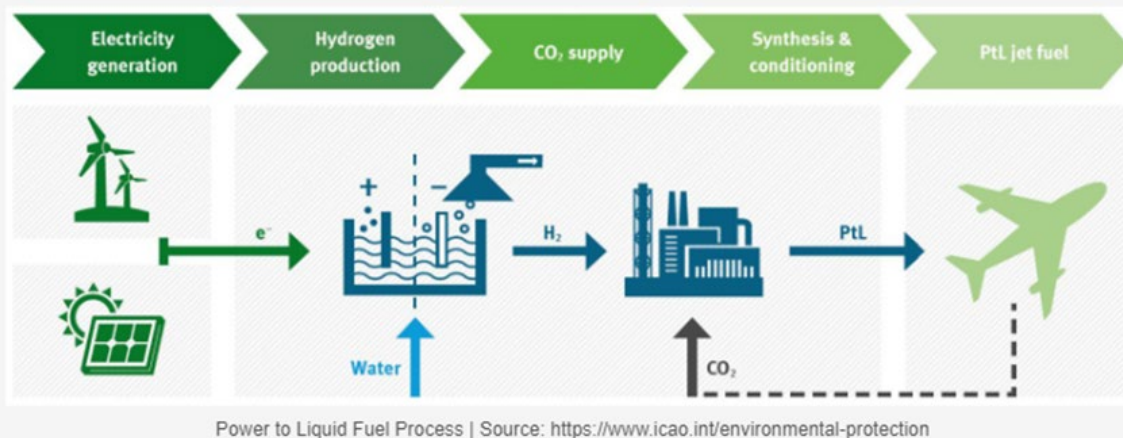 Electricity
generation
Hydrogen
production
CO₂ supply
Synthesis &
conditioning
PtL jet fuel
+
−
e⁻
H₂
PtL
Water
CO₂
Power to Liquid Fuel Process | Source: https://www.icao.int/environmental-protection